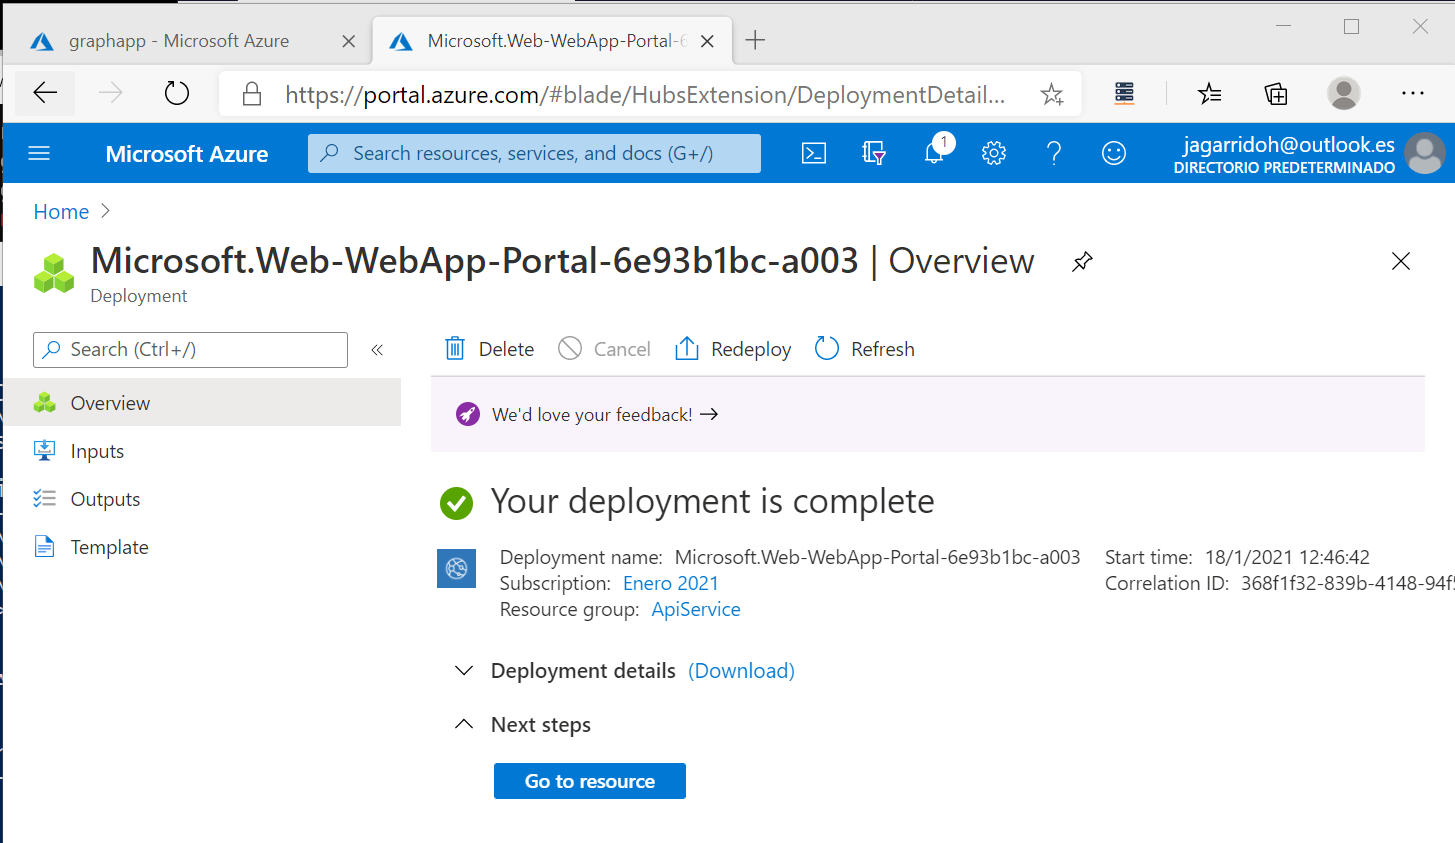 graphapp - Microsoft Azure
Microsoft.Web-WebApp-Portal-6
https://portal.azure.com/#blade/HubsExtension/DeploymentDetail...
Microsoft Azure
Search resources, services, and docs (G+/)
1
jagarridoh@outlook.es
DIRECTORIO PREDETERMINADO
Home
Microsoft.Web-WebApp-Portal-6e93b1bc-a003 | Overview
Deployment
Search (Ctrl+/)
«
Delete
Cancel
Redeploy
Refresh
Overview
Inputs
Outputs
Template
We'd love your feedback! →
Your deployment is complete
Deployment name: Microsoft.Web-WebApp-Portal-6e93b1bc-a003
Subscription: Enero 2021
Resource group: ApiService
Start time: 18/1/2021 12:46:42
Correlation ID: 368f1f32-839b-4148-94f
Deployment details (Download)
Next steps
Go to resource